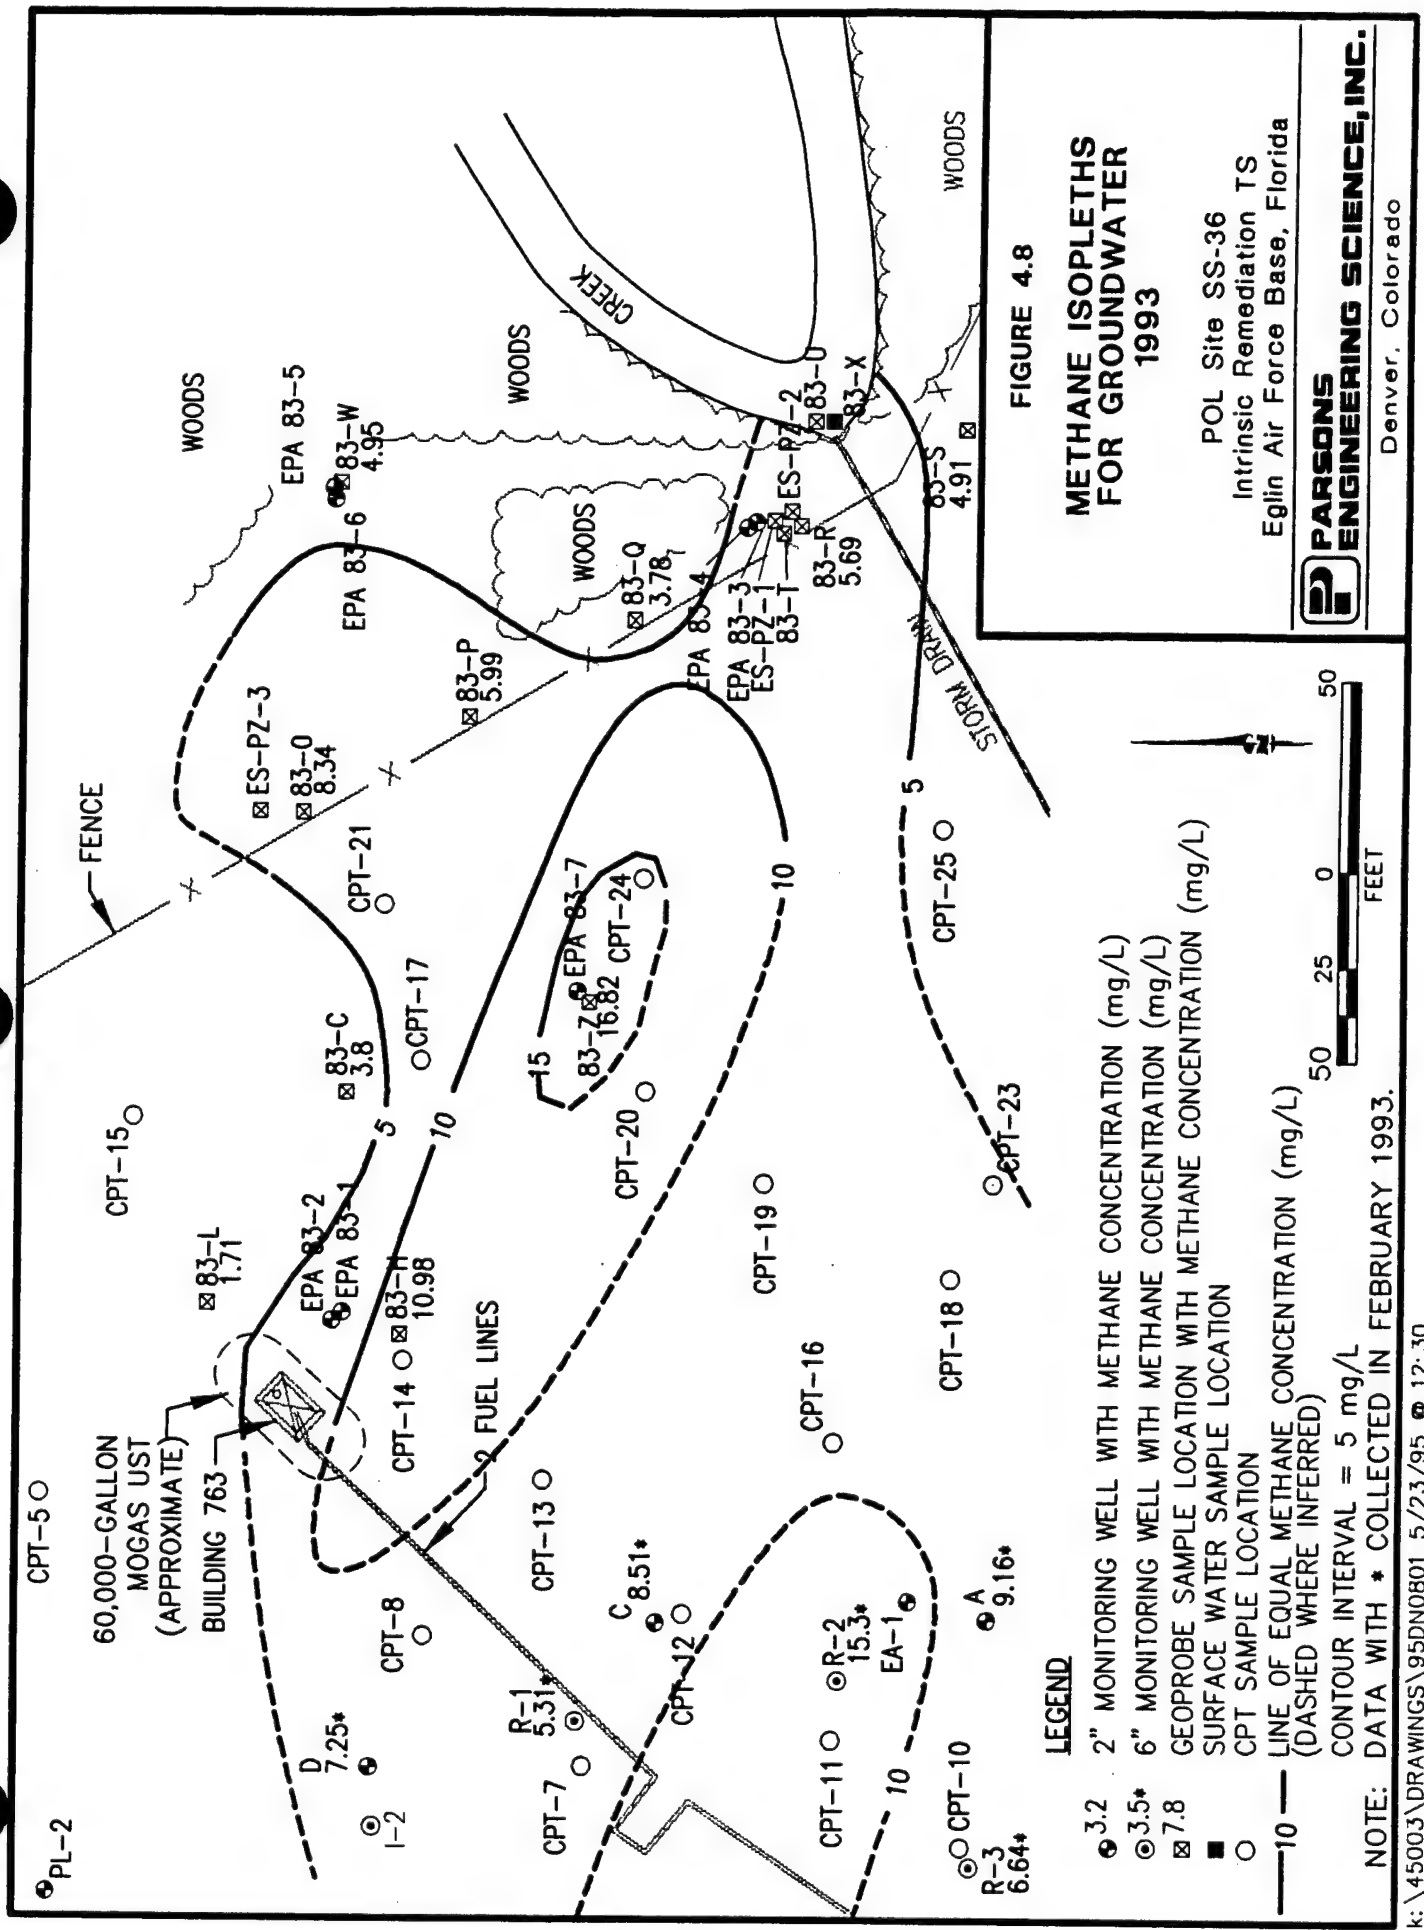 PL-2
CPT-5
60,000-GALLON
MOGAS UST
(APPROXIMATE)
BUILDING 763
83-L
1.71
CPT-15
FENCE
WOODS
D
7.25*
I-2
EPA 83-2
EPA 83-1
83-C
3.8
5
CPT-17
CPT-21
ES-PZ-3
83-O
8.34
EPA 83-5
83-W
4.95
EPA 83-6
CPT-8
CPT-14
83-H
10.98
10
2 FUEL LINES
83-P
5.99
WOODS
WOODS
CREEK
CPT-7
R-1
5.31*
CPT-13
C
8.51*
CPT-12
CPT-20
15
83-Z
16.82
EPA 83-7
CPT-24
83-Q
3.78
EPA 83-4
EPA 83-3
ES-PZ-1
83-T
83-R
5.69
ES-PZ-2
83-U
83-X
CPT-11
R-2
15.3*
EA-1
CPT-16
CPT-19
10
10
R-3
6.64*
CPT-10
A
9.16*
CPT-18
CPT-23
CPT-25
5
STORM DRAIN
83-S
4.91
WOODS
LEGEND
3.2 2" MONITORING WELL WITH METHANE CONCENTRATION (mg/L)
3.5* 6" MONITORING WELL WITH METHANE CONCENTRATION (mg/L)
7.8 GEOPROBE SAMPLE LOCATION WITH METHANE CONCENTRATION (mg/L)
SURFACE WATER SAMPLE LOCATION
CPT SAMPLE LOCATION
10 LINE OF EQUAL METHANE CONCENTRATION (mg/L)
(DASHED WHERE INFERRED)
CONTOUR INTERVAL = 5 mg/L
NOTE: DATA WITH * COLLECTED IN FEBRUARY 1993.
50 25 0 50
FEET
FIGURE 4.8
METHANE ISOPLETHS
FOR GROUNDWATER
1993
POL Site SS-36
Intrinsic Remediation TS
Eglin Air Force Base, Florida
PARSONS
ENGINEERING SCIENCE, INC.
Denver, Colorado
K:\45003\DRAWINGS\95DN0801 5/23/95 @ 12:30